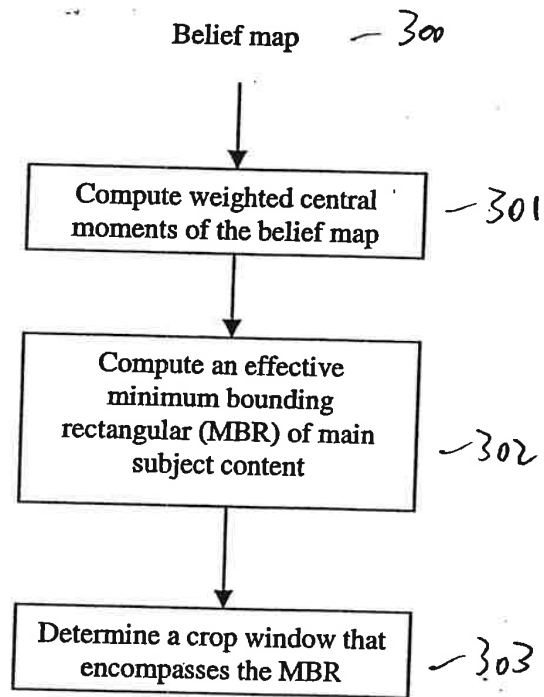 Belief map — 300
Compute weighted central
moments of the belief map
— 301
Compute an effective
minimum bounding
rectangular (MBR) of main
subject content
— 302
Determine a crop window that
encompasses the MBR
— 303